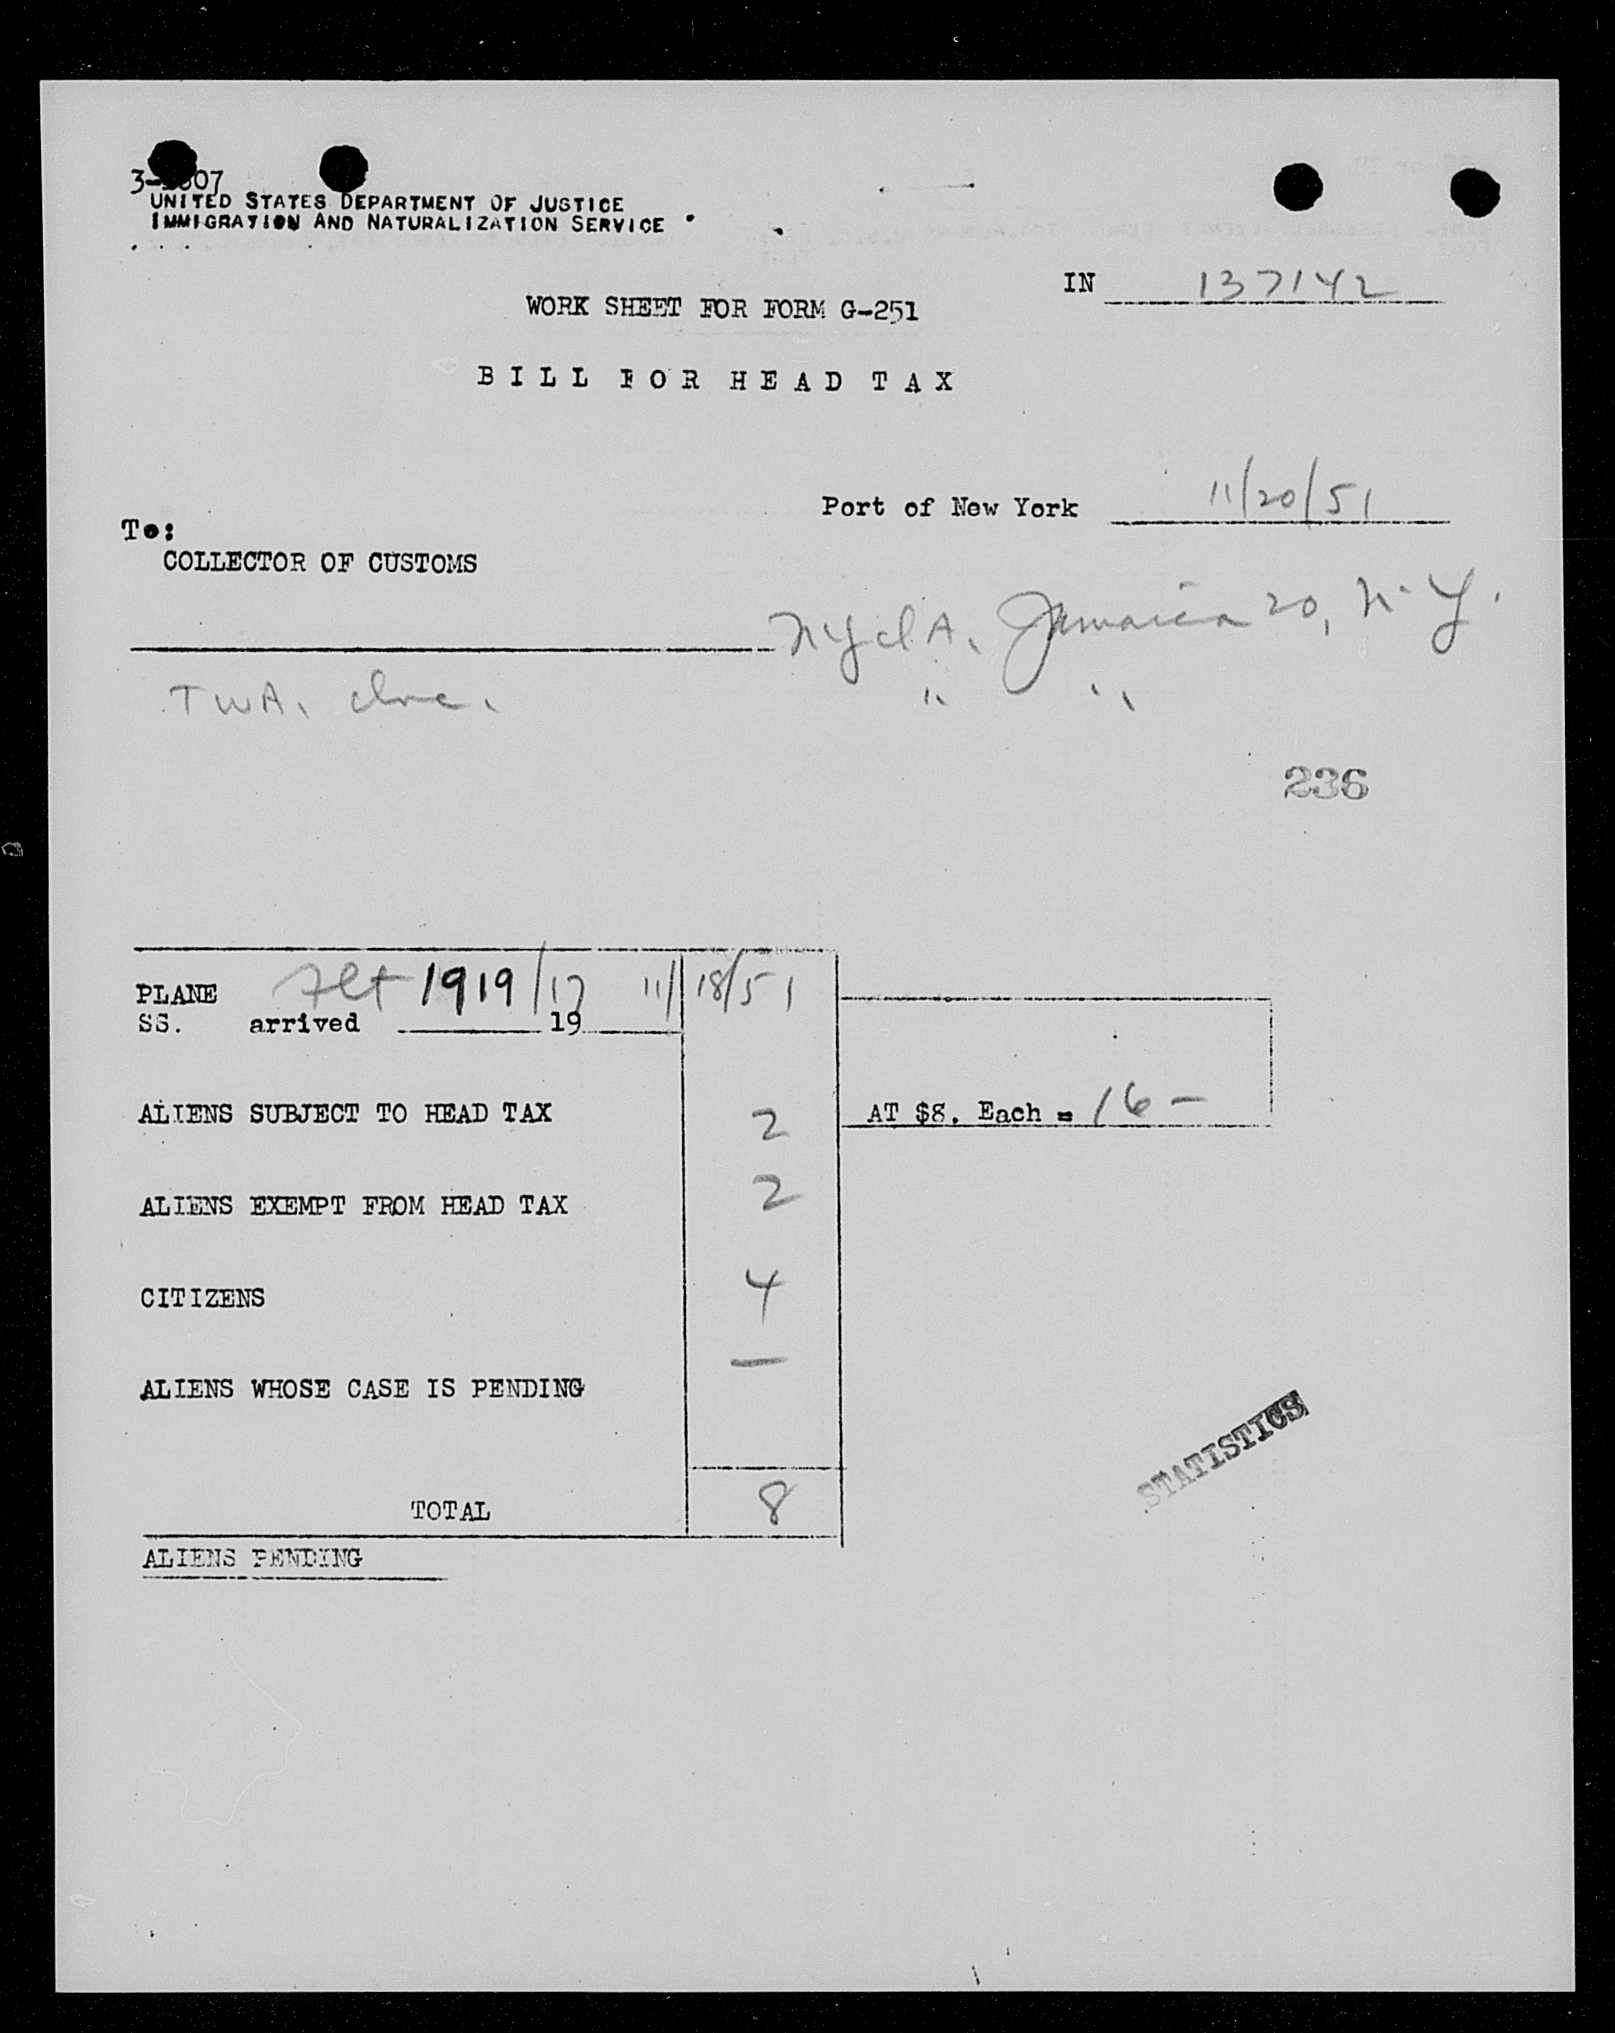 UNITED STATES DEPARTMENT OF JUSTICE
IMMIGRATION AND NATURALIZATION SERVICE
IN 137142
WORK SHEET FOR FORM G-251
BILL FOR HEAD TAX
Port of New York 11/20/51
To:
COLLECTOR OF CUSTOMS
Jamaica 20, N.Y.
TWA, Inc. " "
236
PLANE Flt 1919/17 11/18/51
SS. arrived 19
ALIENS SUBJECT TO HEAD TAX 2 AT $8. Each = 16 -
ALIENS EXEMPT FROM HEAD TAX 2
CITIZENS 4
ALIENS WHOSE CASE IS PENDING —
STATISTICS
TOTAL 8
ALIENS PENDING